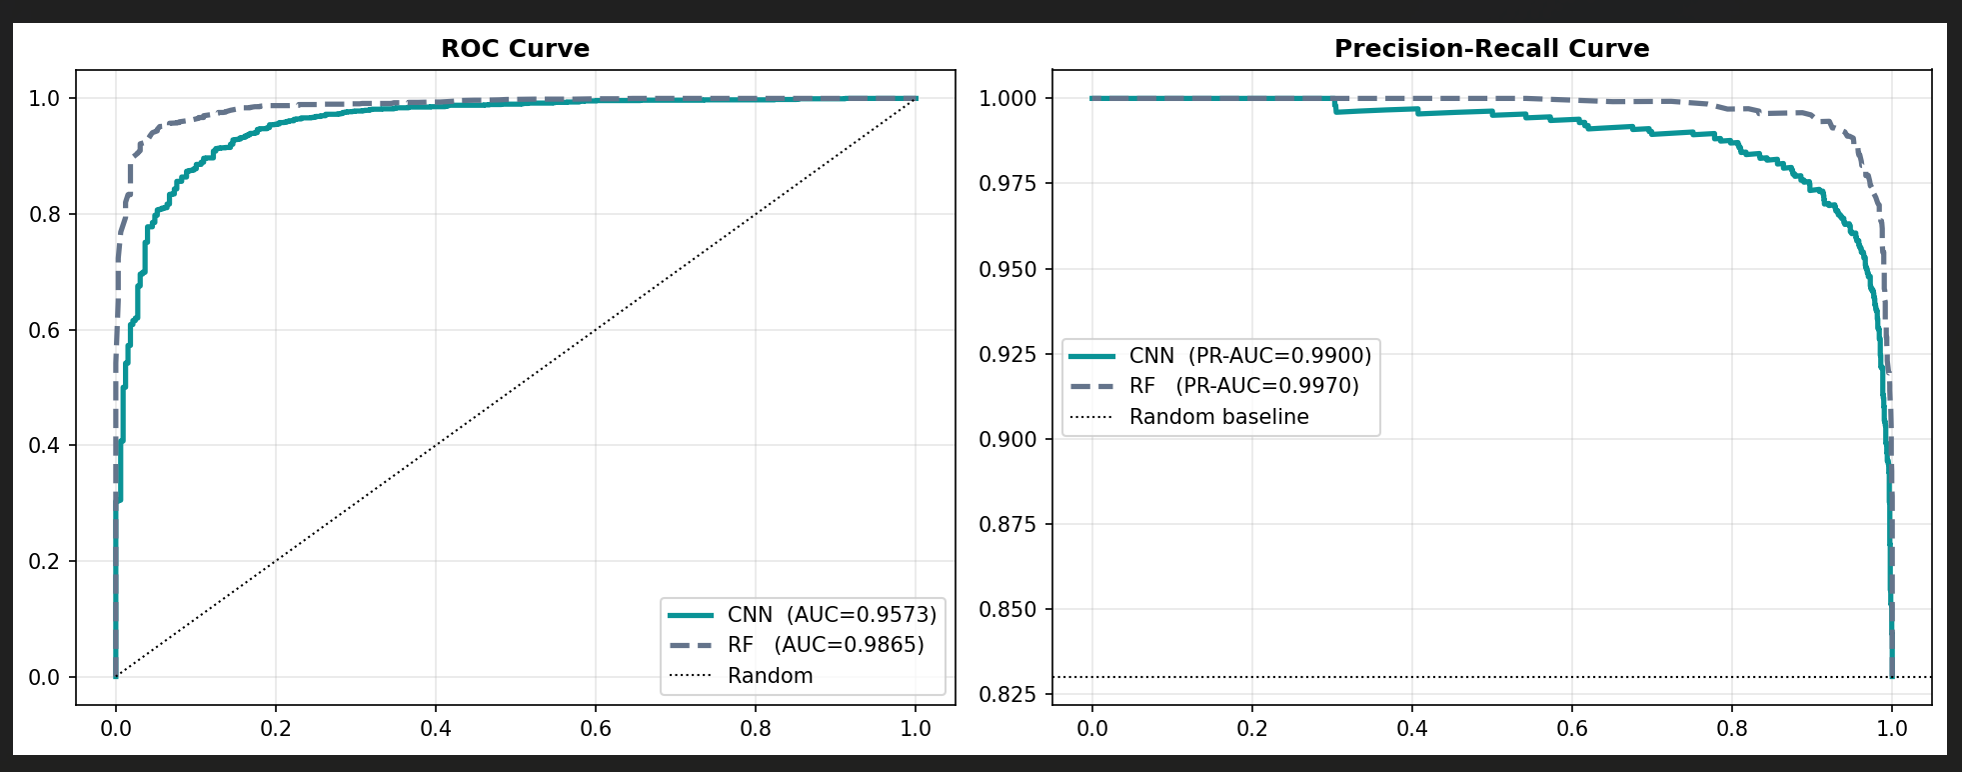 ROC Curve
1.0
0.8
0.6
0.4
0.2
0.0
0.0 0.2 0.4 0.6 0.8 1.0
CNN (AUC=0.9573)
RF (AUC=0.9865)
Random
Precision-Recall Curve
1.000
0.975
0.950
0.925
0.900
0.875
0.850
0.825
0.0 0.2 0.4 0.6 0.8 1.0
CNN (PR-AUC=0.9900)
RF (PR-AUC=0.9970)
Random baseline